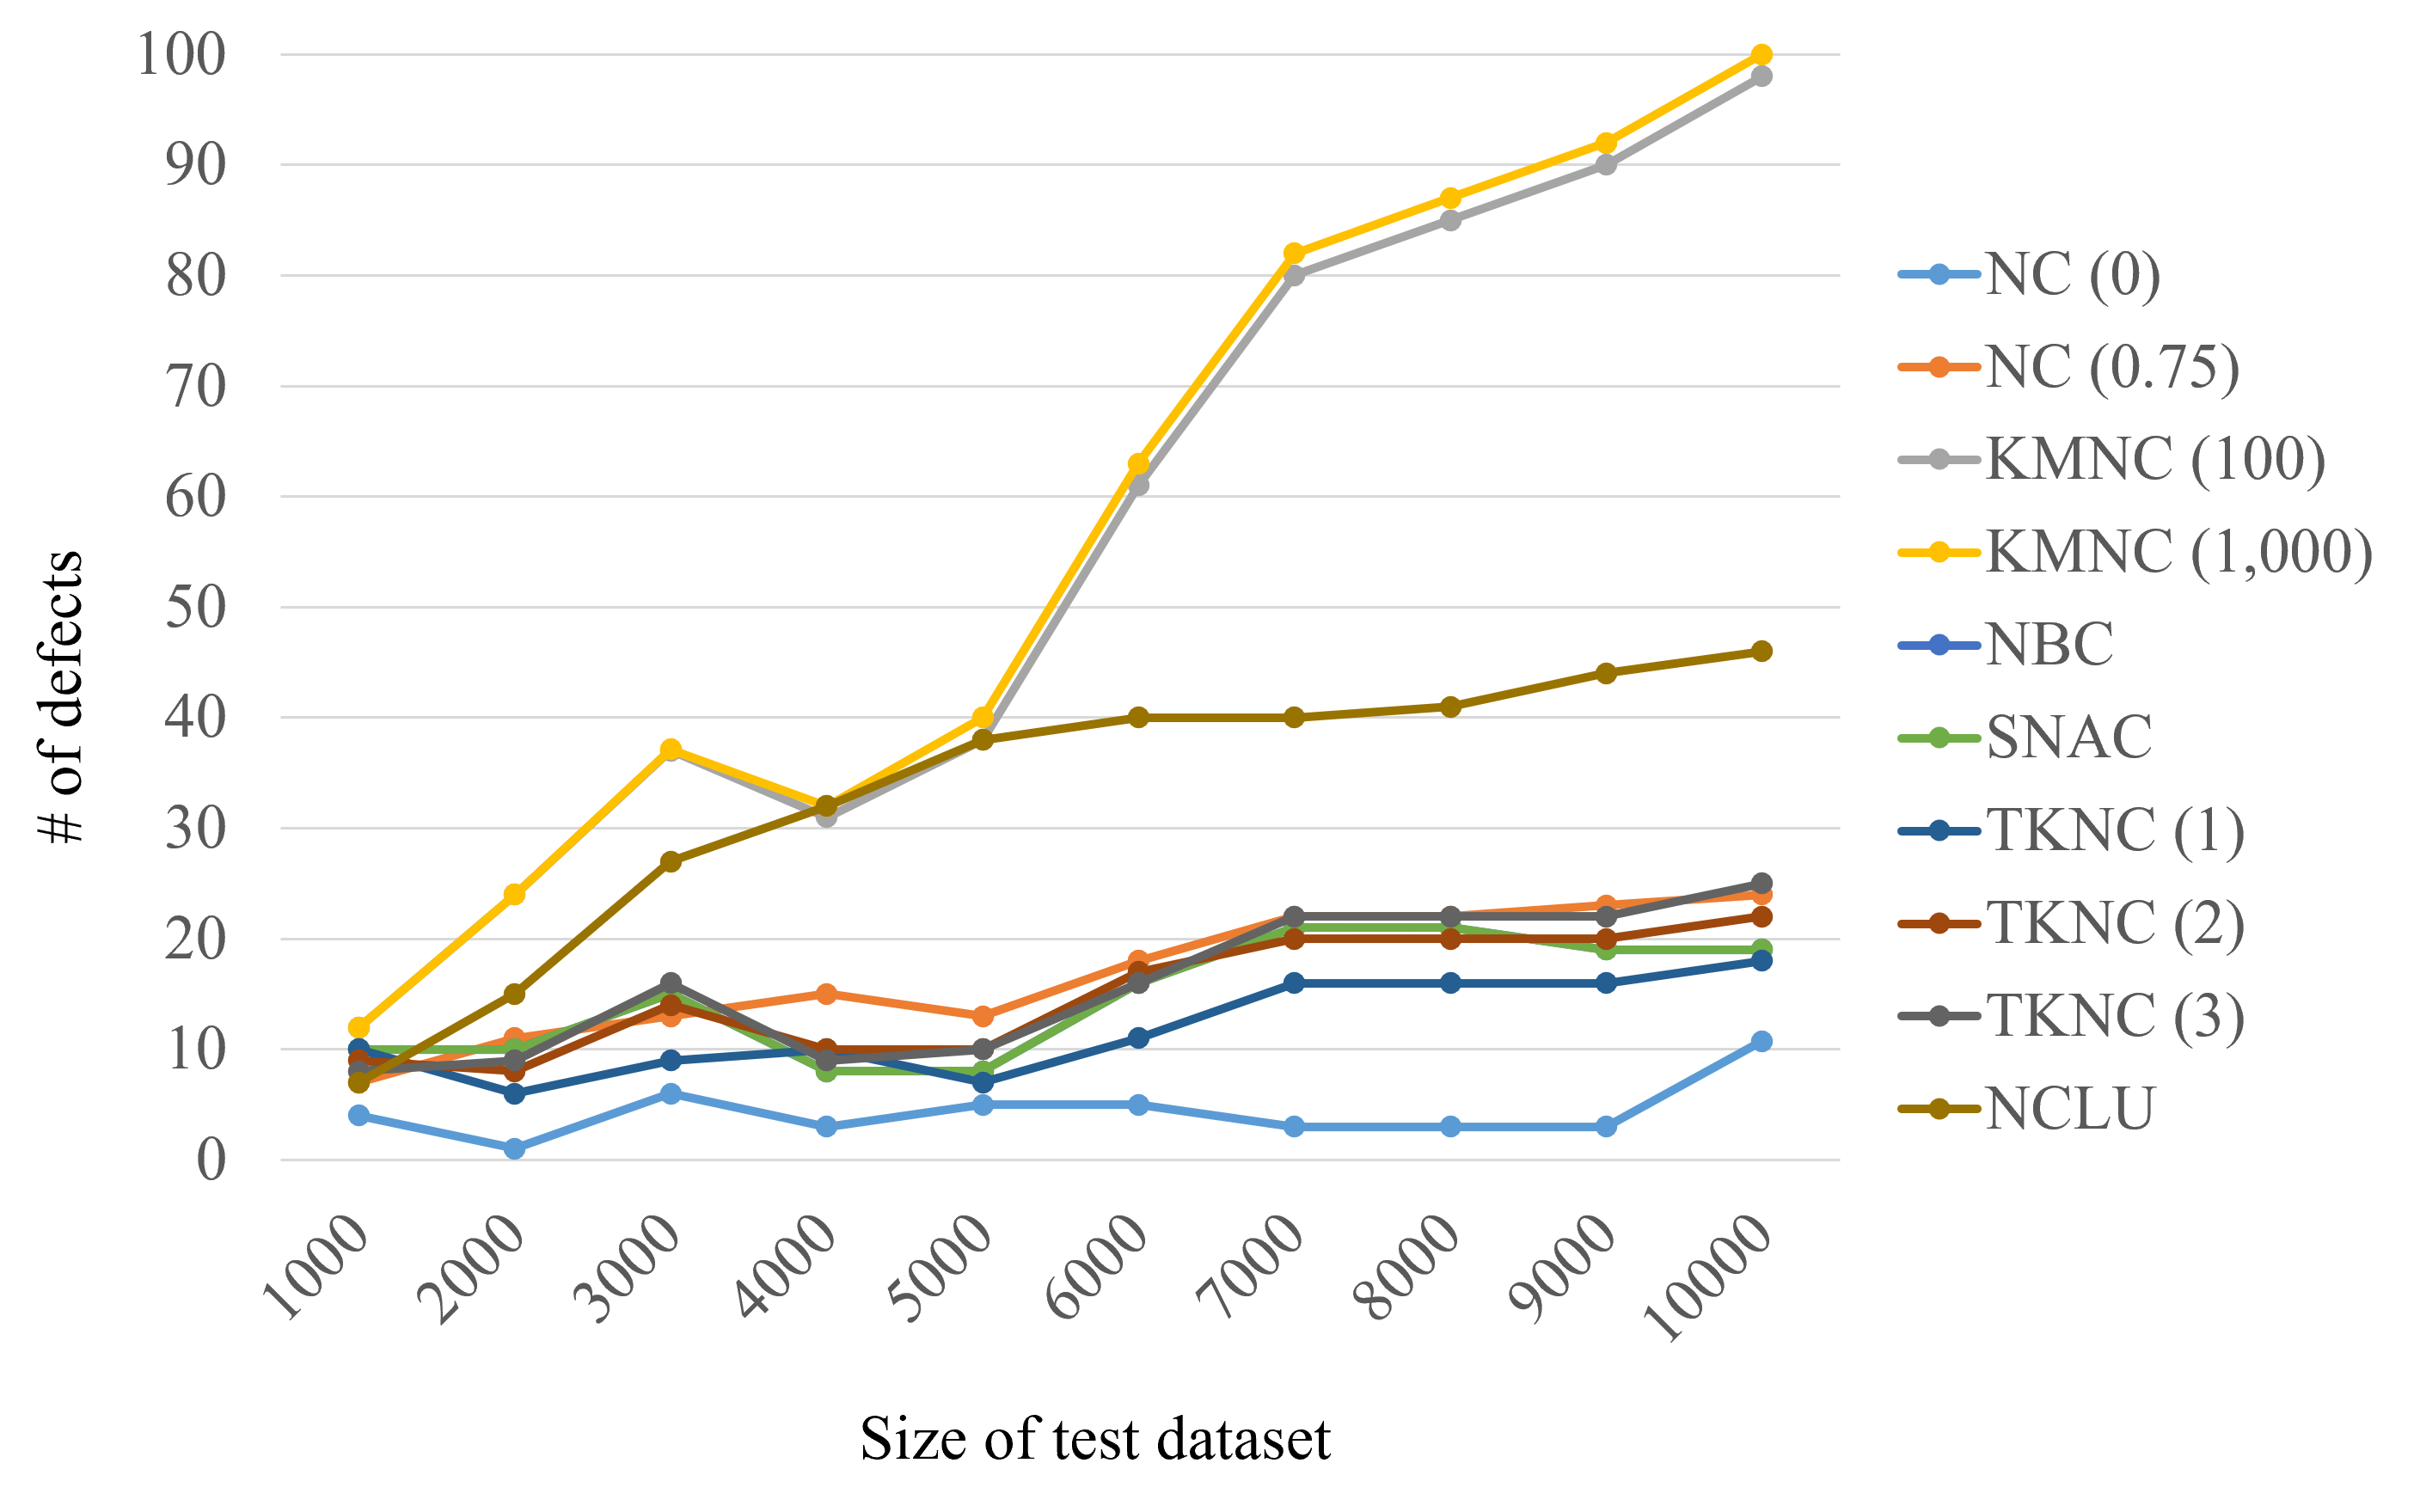 100
90
80
70
60
50
40
30
20
10
0
# of defects
1000
2000
3000
4000
5000
6000
7000
8000
9000
10000
Size of test dataset
NC (0)
NC (0.75)
KMNC (100)
KMNC (1,000)
NBC
SNAC
TKNC (1)
TKNC (2)
TKNC (3)
NCLU